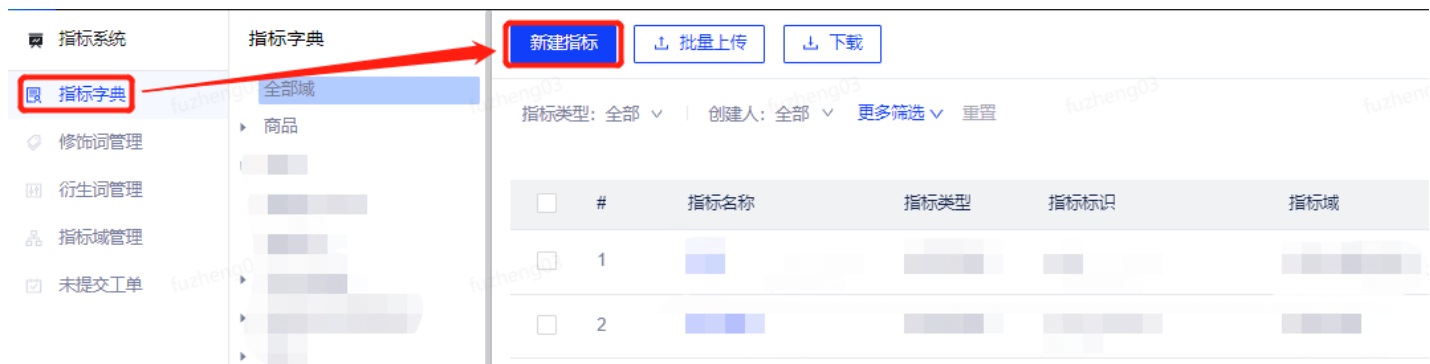 指标系统
指标字典
修饰词管理
衍生词管理
指标域管理
未提交工单
指标字典
全部域
商品
新建指标 批量上传 下载
指标类型: 全部 创建人: 全部 更多筛选 重置
# 指标名称 指标类型 指标标识 指标域
1
2
fuzheng03
fuzheng03
fuzheng03
fuzheng03